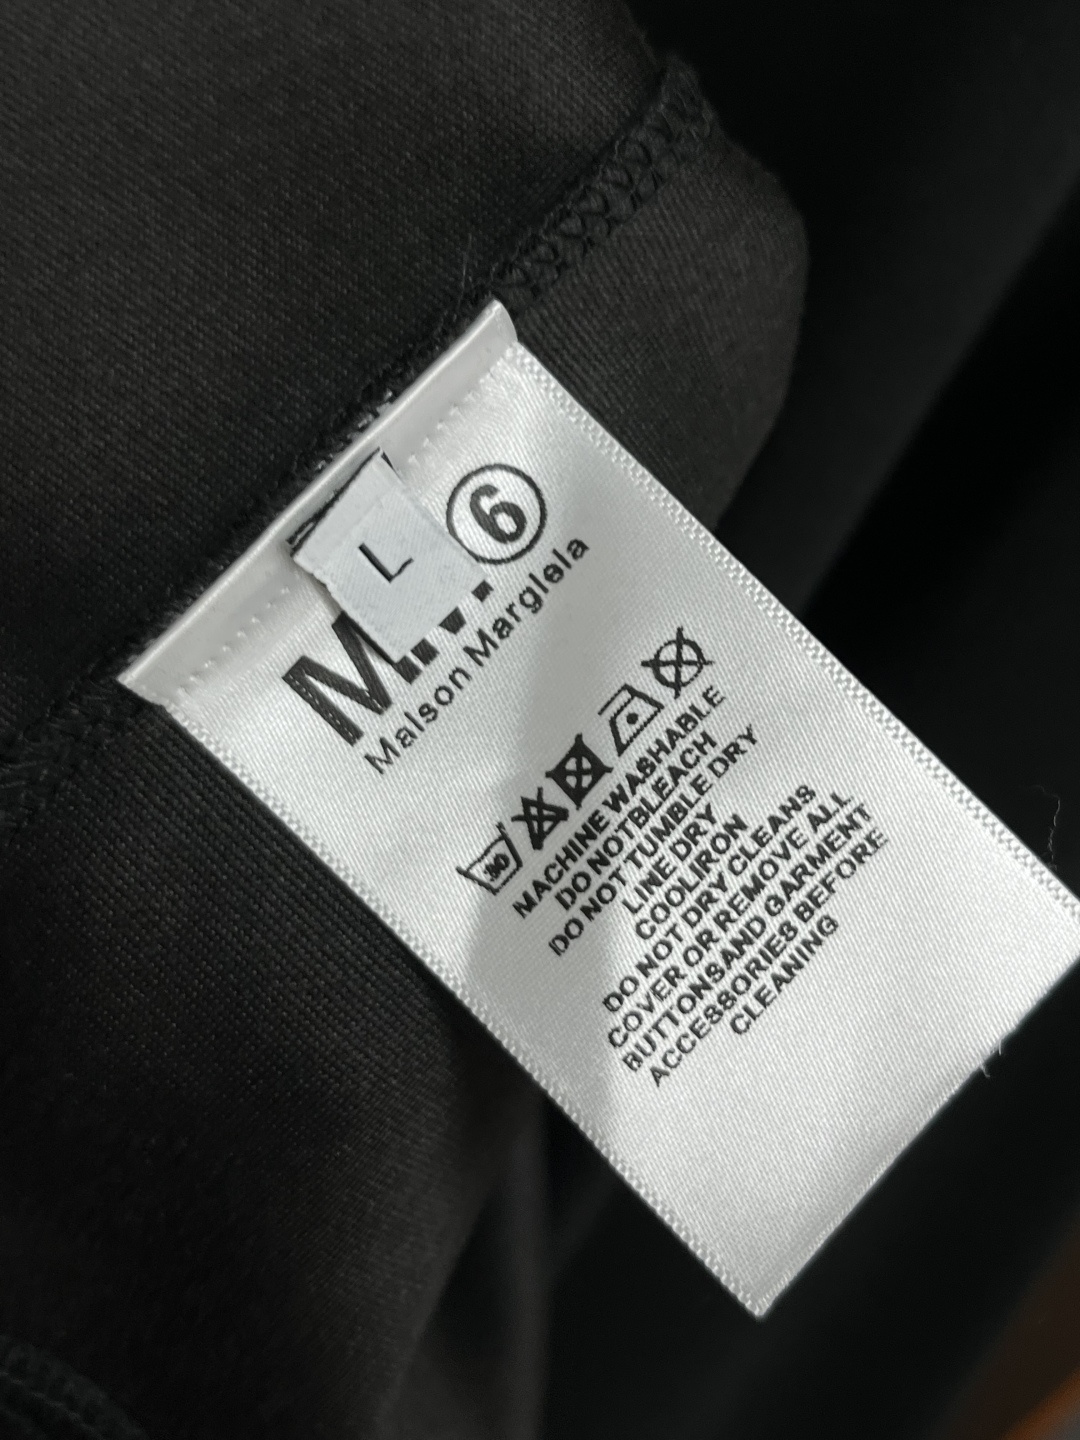 L
6
M.
Maison Margiela
30
MACHINE WASHABLE
DO NOTBLEACH
DO NOT TUMBLE DRY
LINE DRY
COOLIRON
DO NOT DRY CLEANS
COVER OR REMOVE ALL
BUTTONSAND GARMENT
ACCESSORIES BEFORE
CLEANING